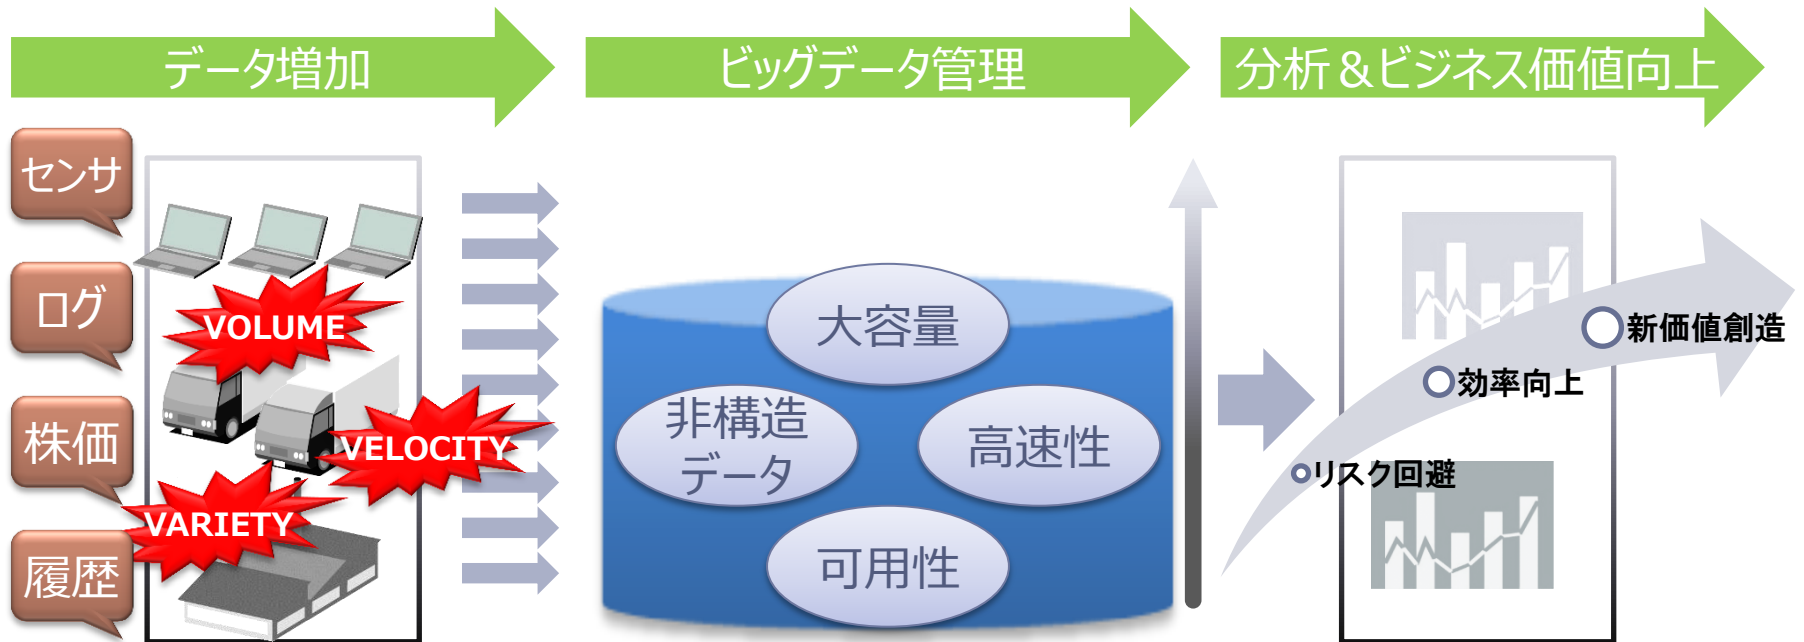 データ増加
ビッグデータ管理
分析&ビジネス価値向上
センサ
ログ
株価
履歴
VOLUME
VELOCITY
VARIETY
大容量
非構造
データ
高速性
可用性
新価値創造
効率向上
リスク回避